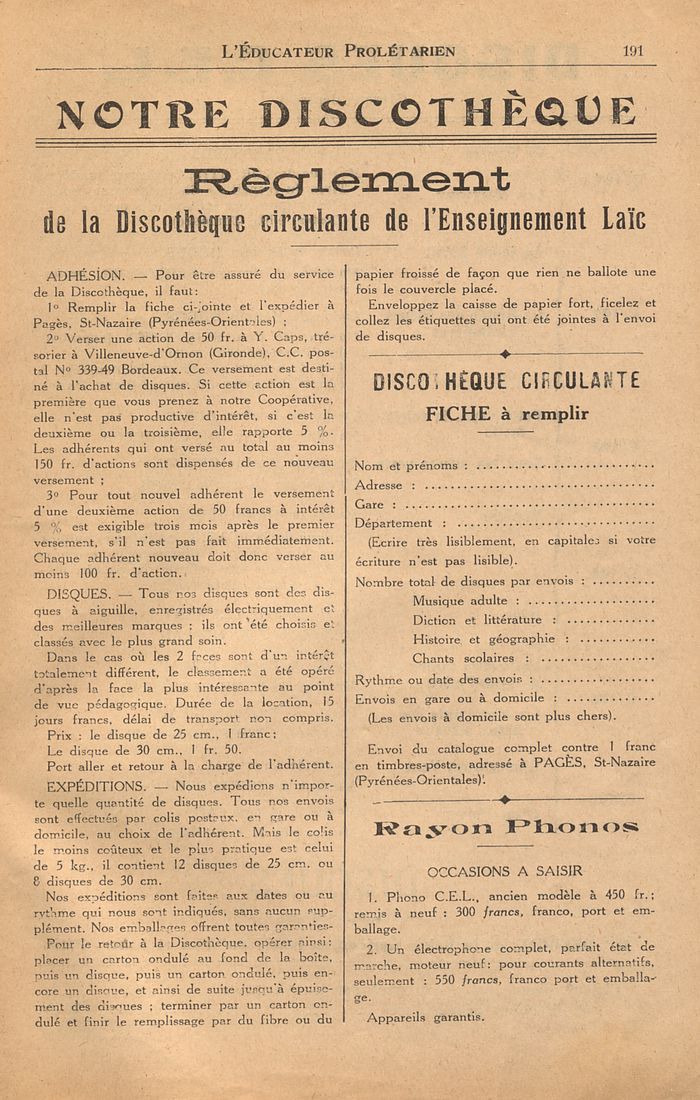 L'ÉDUCATEUR PROLÉTARIEN 191
NOTRE DISCOTHÈQUE
Règlement
de la Discothèque circulante de l'Enseignement Laïc
ADHÉSION. — Pour être assuré du service
de la Discothèque, il faut:
1° Remplir la fiche ci-jointe et l'expédier à
Pagès, St-Nazaire (Pyrénées-Orientales) ;
2° Verser une action de 50 fr. à Y. Caps, tré-
sorier à Villeneuve-d'Ornon (Gironde), C.C. pos-
tal N° 339-49 Bordeaux. Ce versement est desti-
né à l'achat de disques. Si cette action est la
première que vous prenez à notre Coopérative,
elle n'est pas productive d'intérêt, si c'est la
deuxième ou la troisième, elle rapporte 5 %.
Les adhérents qui ont versé au total au moins
150 fr. d'actions sont dispensés de ce nouveau
versement ;
3° Pour tout nouvel adhérent le versement
d'une deuxième action de 50 francs à intérêt
5 % est exigible trois mois après le premier
versement, s'il n'est pas fait immédiatement.
Chaque adhérent nouveau doit donc verser au
moins 100 fr. d'action.
DISQUES. — Tous nos disques sont des dis-
ques à aiguille, enregistrés électriquement et
des meilleures marques : ils ont été choisis et
classés avec le plus grand soin.
Dans le cas où les 2 faces sont d'un intérêt
totalement différent, le classement a été opéré
d'après la face la plus intéressante au point
de vue pédagogique. Durée de la location, 15
jours francs, délai de transport non compris.
Prix : le disque de 25 cm., 1 franc;
Le disque de 30 cm., 1 fr. 50.
Port aller et retour à la charge de l'adhérent.
EXPÉDITIONS. — Nous expédions n'impor-
te quelle quantité de disques. Tous nos envois
sont effectués par colis postaux, en gare ou à
domicile, au choix de l'adhérent. Mais le colis
le moins coûteux et le plus pratique est celui
de 5 kg., il contient 12 disques de 25 cm. ou
8 disques de 30 cm.
Nos expéditions sont faites aux dates ou au
rythme qui nous sont indiqués, sans aucun sup-
plément. Nos emballages offrent toutes garanties-
Pour le retour à la Discothèque, opérer ainsi:
placer un carton ondulé au fond de la boîte,
puis un disque, puis un carton ondulé, puis en-
core un disque, et ainsi de suite jusqu'à épuise-
ment des disques ; terminer par un carton on-
dulé et finir le remplissage par du fibre ou du
papier froissé de façon que rien ne ballote une
fois le couvercle placé.
Enveloppez la caisse de papier fort, ficelez et
collez les étiquettes qui ont été jointes à l'envoi
de disques.
DISCOTHÈQUE CIRCULANTE
FICHE à remplir
Nom et prénoms : ............................
Adresse : ....................................
Gare : ......................................
Département : ..............................
(Ecrire très lisiblement, en capitales si votre
écriture n'est pas lisible).
Nombre total de disques par envois : ..........
Musique adulte : ....................
Diction et littérature : ................
Histoire et géographie : ............
Chants scolaires : ..................
Rythme ou date des envois : ..................
Envois en gare ou à domicile : ..............
(Les envois à domicile sont plus chers).
Envoi du catalogue complet contre 1 franc
en timbres-poste, adressé à PAGÈS, St-Nazaire
(Pyrénées-Orientales).
Rayon Phonos
OCCASIONS A SAISIR
1. Phono C.E.L., ancien modèle à 450 fr.;
remis à neuf : 300 francs, franco, port et em-
ballage.
2. Un électrophone complet, parfait état de
marche, moteur neuf: pour courants alternatifs,
seulement : 550 francs, franco port et emballa-
ge.
Appareils garantis.